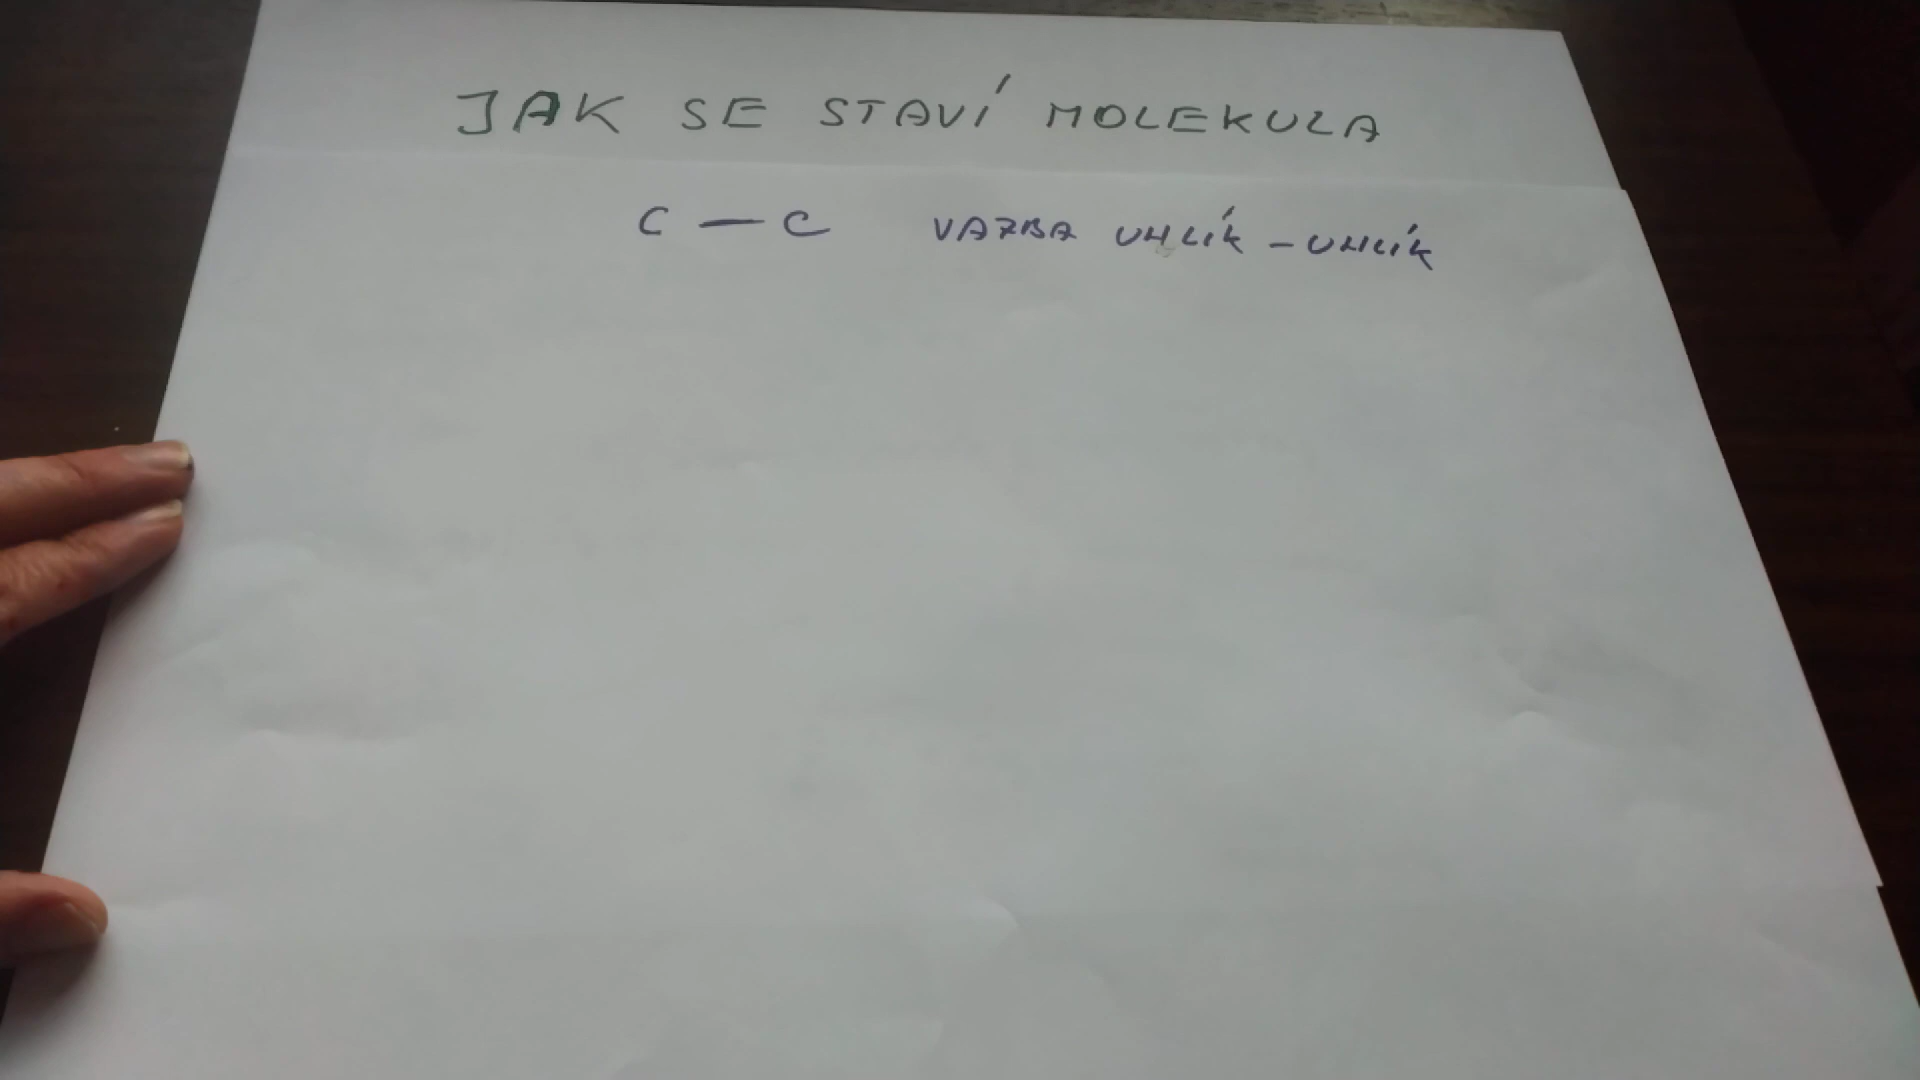 JAK SE STAVÍ MOLEKULA
C — C VAZBA UHLÍK – UHLÍK